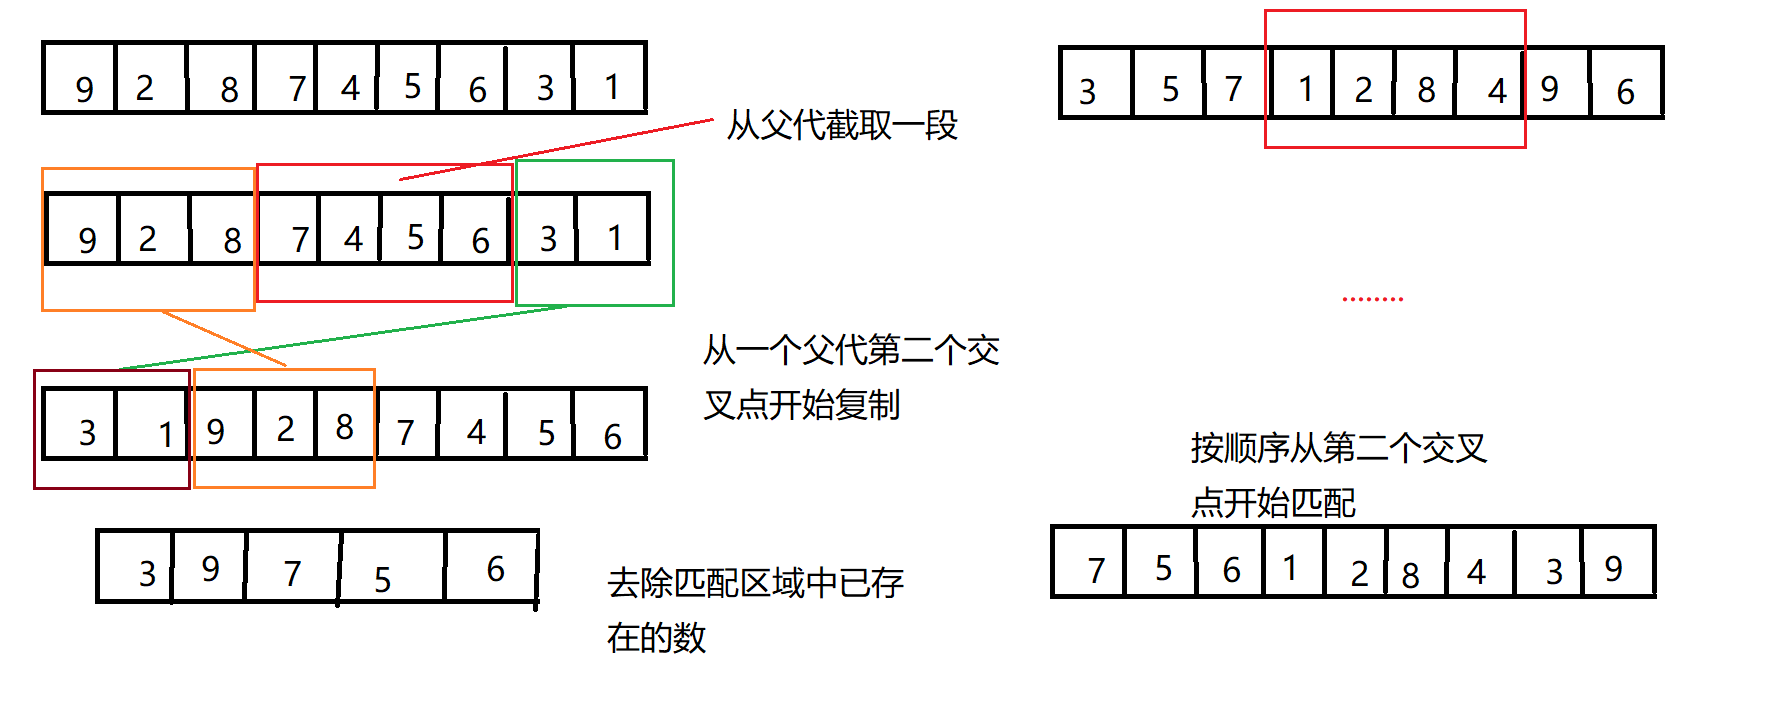 9 2 8 7 4 5 6 3 1
3 5 7 1 2 8 4 9 6
从父代截取一段
9 2 8 7 4 5 6 3 1
........
从一个父代第二个交
叉点开始复制
3 1 9 2 8 7 4 5 6
按顺序从第二个交叉
点开始匹配
3 9 7 5 6
7 5 6 1 2 8 4 3 9
去除匹配区域中已存
在的数